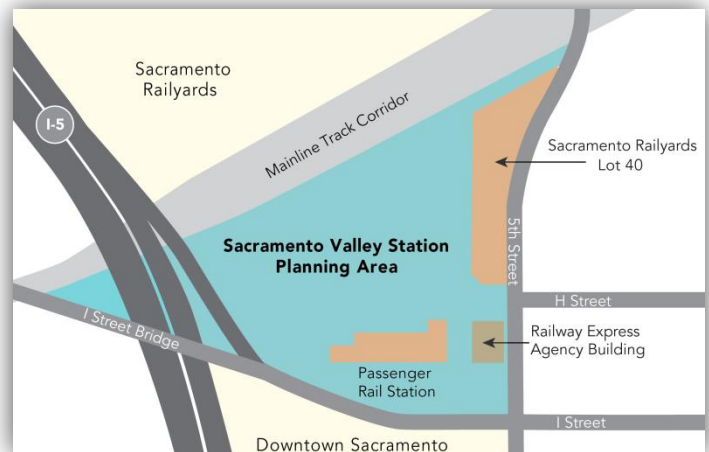 Sacramento
Railyards
I-5
Mainline Track Corridor
Sacramento Railyards
Lot 40
Sacramento Valley Station
Planning Area
5th Street
H Street
I Street Bridge
Railway Express
Agency Building
Passenger
Rail Station
I Street
Downtown Sacramento